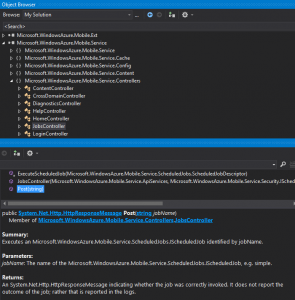 Object Browser
Browse: My Solution
<Search>
Microsoft.WindowsAzure.Mobile.Ext
Microsoft.WindowsAzure.Mobile.Service
{ } Microsoft.WindowsAzure.Mobile.Service
{ } Microsoft.WindowsAzure.Mobile.Service.Cache
{ } Microsoft.WindowsAzure.Mobile.Service.Config
{ } Microsoft.WindowsAzure.Mobile.Service.Content
{ } Microsoft.WindowsAzure.Mobile.Service.Controllers
ContentController
CrossDomainController
DiagnosticsController
HelpController
HomeController
JobsController
LoginController
ExecuteScheduledJob(Microsoft.WindowsAzure.Mobile.Service.ScheduledJobs.JobDescriptor)
JobsController(Microsoft.WindowsAzure.Mobile.Service.ApiServices, Microsoft.WindowsAzure.Mobile.Service.Security.ISched
Post(string)
public System.Net.Http.HttpResponseMessage Post(string jobName)
Member of Microsoft.WindowsAzure.Mobile.Service.Controllers.JobsController
Summary:
Executes an Microsoft.WindowsAzure.Mobile.Service.ScheduledJobs.IScheduledJob identified by jobName.
Parameters:
jobName: The name of the Microsoft.WindowsAzure.Mobile.Service.ScheduledJobs.IScheduledJob, e.g. simple.
Returns:
An System.Net.Http.HttpResponseMessage indicating whether the job was correctly invoked. It does not report
the outcome of the job; rather that is reported in the logs.